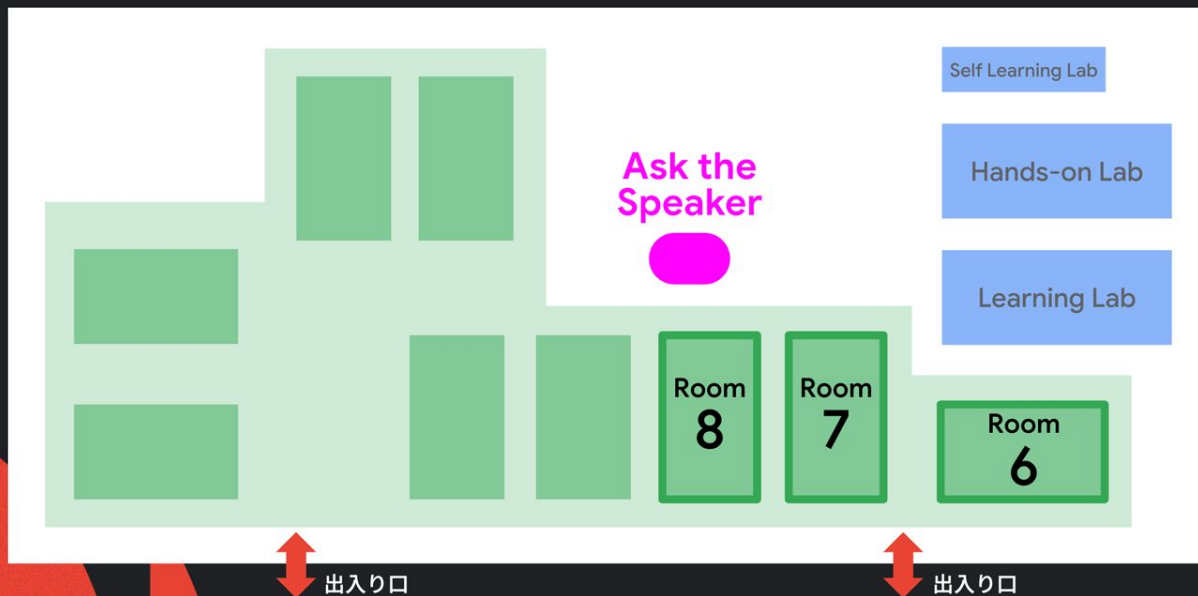 Self Learning Lab
Ask the
Speaker
Hands-on Lab
Learning Lab
Room
8
Room
7
Room
6
出入り口
出入り口